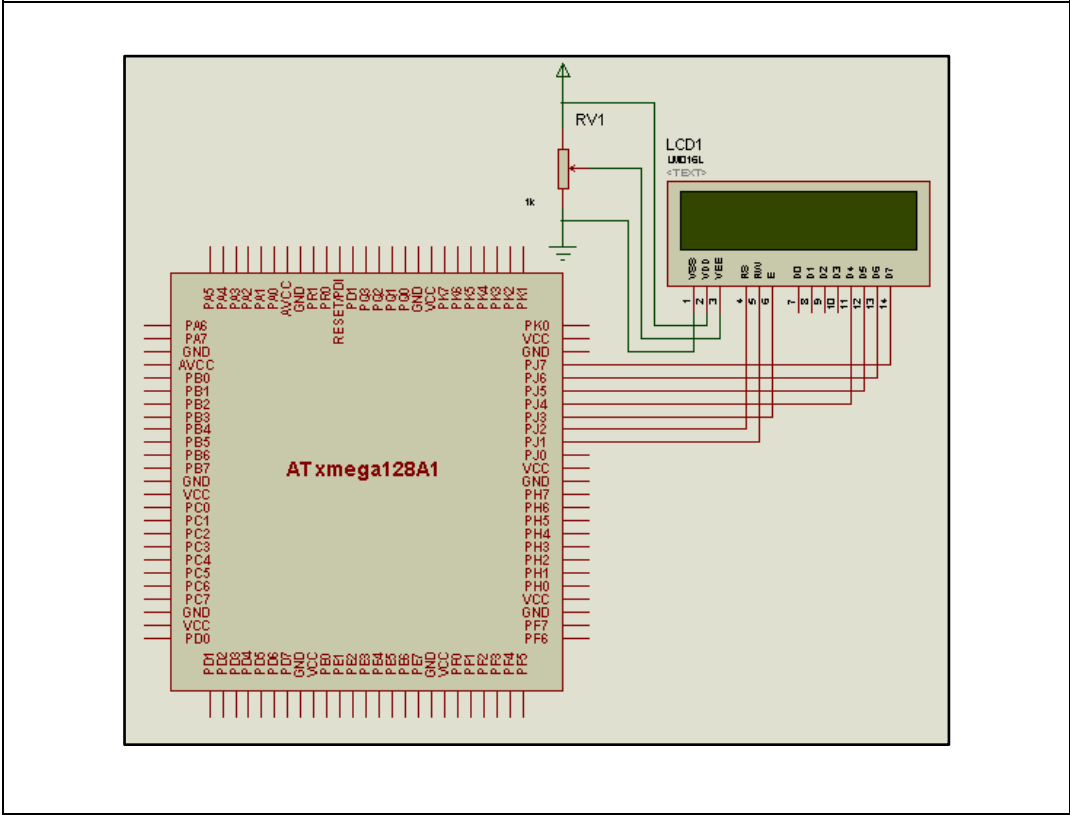 RV1
1k
LCD1
LM016L
<TEXT>
VSS VDD VEE RS RW E D0 D1 D2 D3 D4 D5 D6 D7
1 2 3 4 5 6 7 8 9 10 11 12 13 14
PA5 PA4 PA3 PA2 PA1 PA0 AVCC GND PR1 PR0 RESET/PDI PD1 PQ3 PQ2 PQ1 PQ0 GND VCC PK7 PK6 PK5 PK4 PK3 PK2 PK1
PA6
PA7
GND
AVCC
PB0
PB1
PB2
PB3
PB4
PB5
PB6
PB7
GND
VCC
PC0
PC1
PC2
PC3
PC4
PC5
PC6
PC7
GND
VCC
PD0
ATxmega128A1
PK0
VCC
GND
PJ7
PJ6
PJ5
PJ4
PJ3
PJ2
PJ1
PJ0
VCC
GND
PH7
PH6
PH5
PH4
PH3
PH2
PH1
PH0
VCC
GND
PF7
PF6
PD1 PD2 PD3 PD4 PD5 PD6 PD7 GND VCC PE0 PE1 PE2 PE3 PE4 PE5 PE6 PE7 GND VCC PF0 PF1 PF2 PF3 PF4 PF5